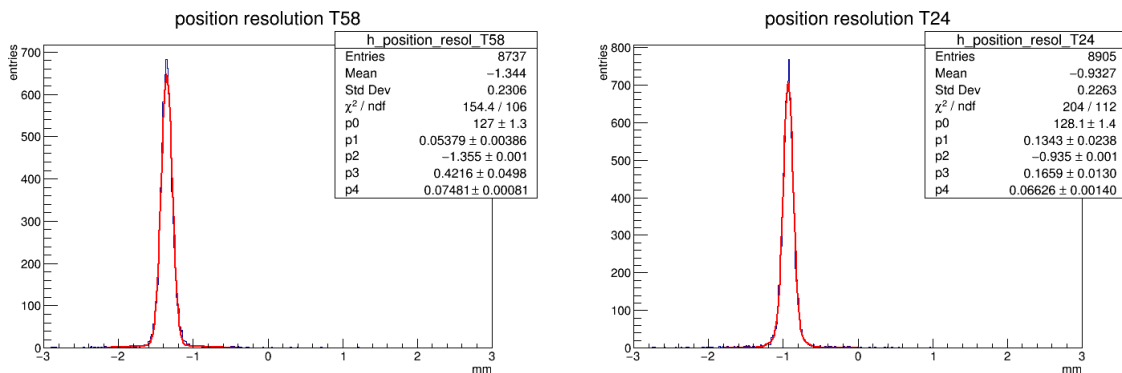 position resolution T58
entries
h_position_resol_T58
Entries 8737
Mean −1.344
Std Dev 0.2306
χ² / ndf 154.4 / 106
p0 127 ± 1.3
p1 0.05379 ± 0.00386
p2 −1.355 ± 0.001
p3 0.4216 ± 0.0498
p4 0.07481 ± 0.00081
700
600
500
400
300
200
100
0
−3 −2 −1 0 1 2 3
mm
position resolution T24
entries
h_position_resol_T24
Entries 8905
Mean −0.9327
Std Dev 0.2263
χ² / ndf 204 / 112
p0 128.1 ± 1.4
p1 0.1343 ± 0.0238
p2 −0.935 ± 0.001
p3 0.1659 ± 0.0130
p4 0.06626 ± 0.00140
800
700
600
500
400
300
200
100
0
−3 −2 −1 0 1 2 3
mm